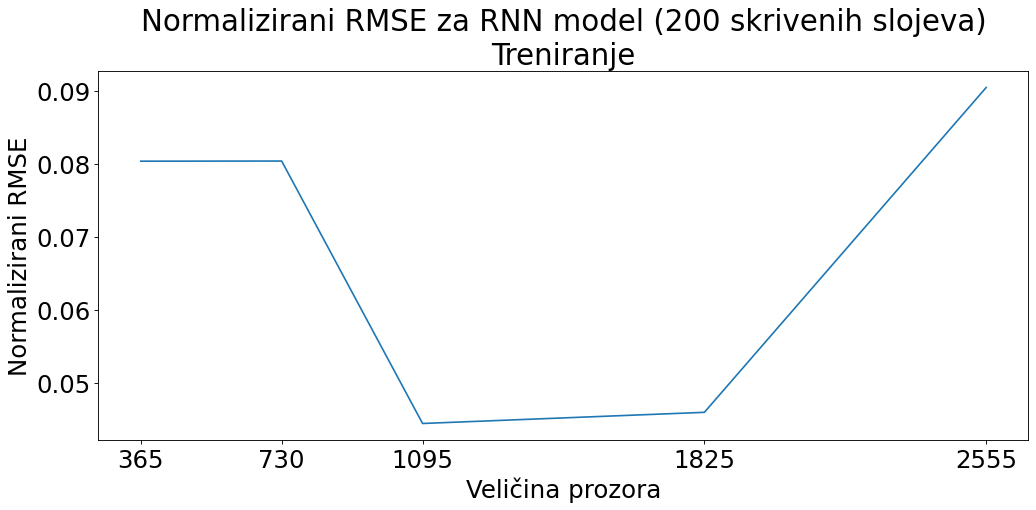 Normalizirani RMSE za RNN model (200 skrivenih slojeva)
Treniranje
Normalizirani RMSE
0.09
0.08
0.07
0.06
0.05
365 730 1095 1825 2555
Veličina prozora